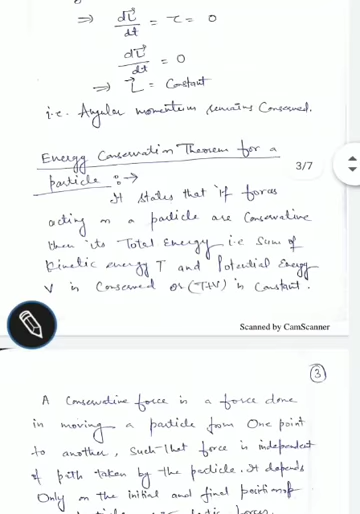 ⇒ dL⃗/dt = τ = 0
dL⃗/dt = 0
⇒ L⃗ = Constant
i.e. Angular momentum remains Conserved.
Energy Conservation Theorem for a
particle :→
3/7
It states that if forces
acting on a particle are Conservative
then its Total Energy i.e Sum of
kinetic energy T and Potential Energy
V is Conserved or (T+V) is Constant.
Scanned by CamScanner
3
A Conservative force is a force done
in moving a particle from One point
to another, Such that force is independent
of path taken by the particle. It depends
Only on the initial and final position of